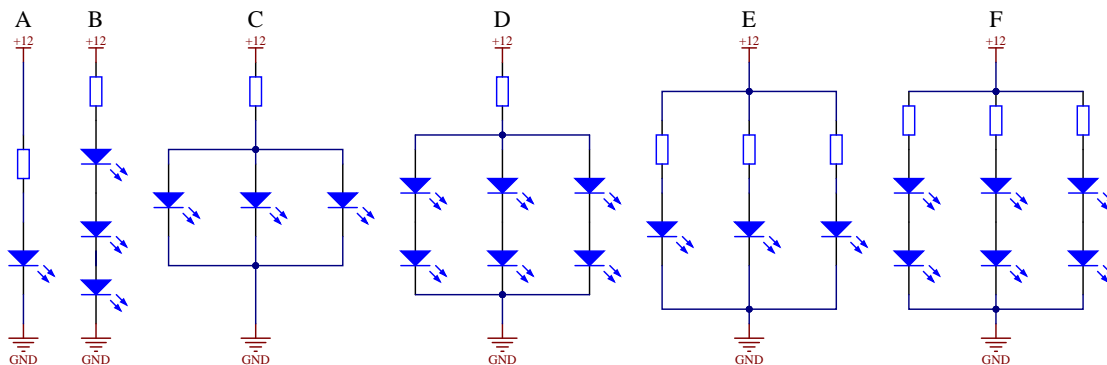 A B C D E F
+12 +12 +12 +12 +12 +12
GND GND GND GND GND GND